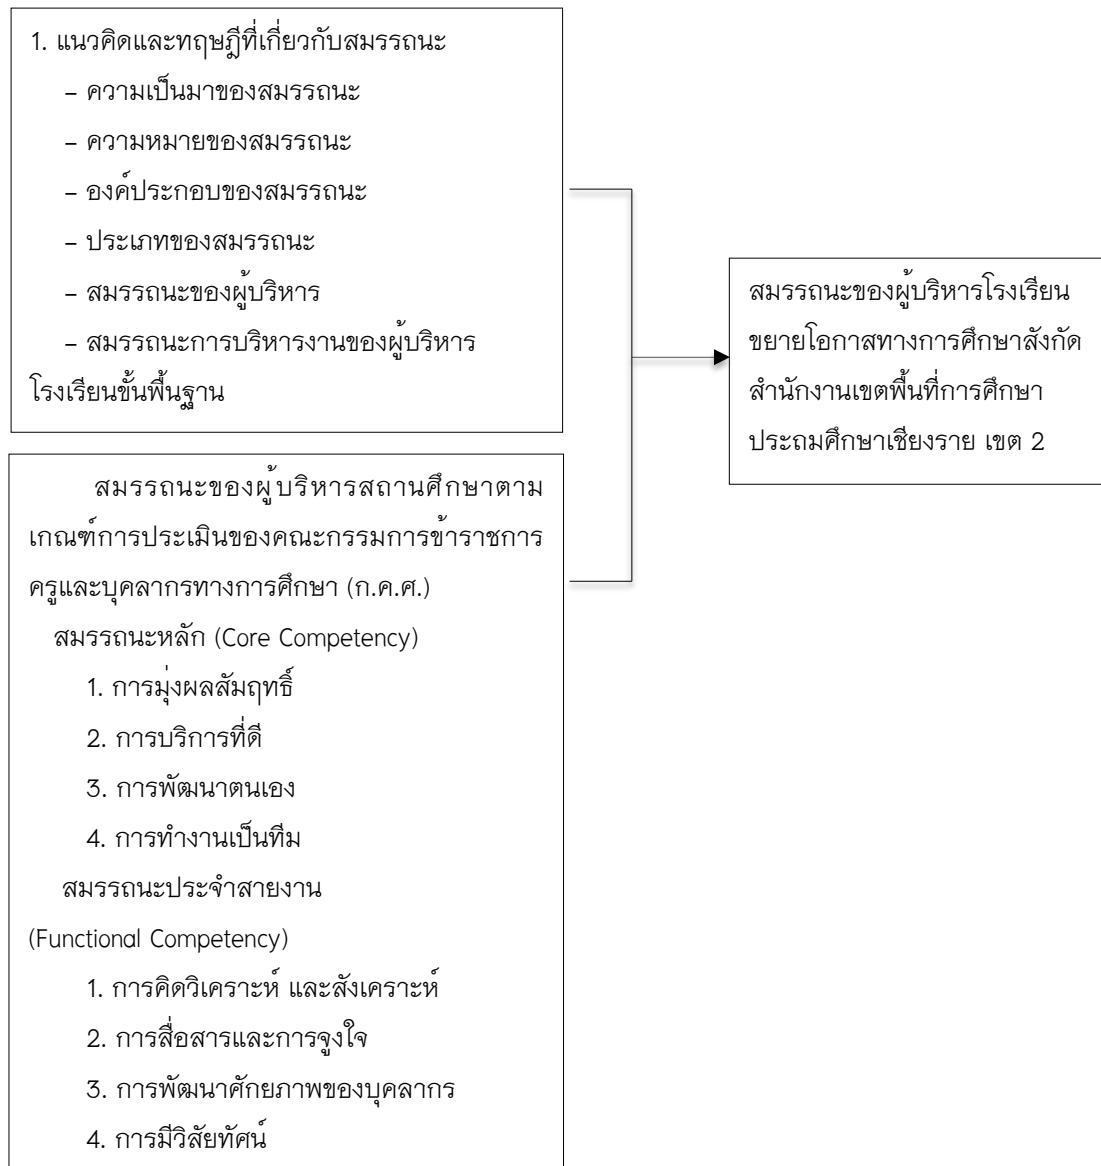 1. แนวคิดและทฤษฎีที่เกี่ยวกับสมรรถนะ
– ความเป็นมาของสมรรถนะ
– ความหมายของสมรรถนะ
– องค์ประกอบของสมรรถนะ
– ประเภทของสมรรถนะ
– สมรรถนะของผู้บริหาร
– สมรรถนะการบริหารงานของผู้บริหาร
โรงเรียนขั้นพื้นฐาน
สมรรถนะของผู้บริหารสถานศึกษาตาม
เกณฑ์การประเมินของคณะกรรมการข้าราชการ
ครูและบุคลากรทางการศึกษา (ก.ค.ศ.)
สมรรถนะหลัก (Core Competency)
1. การมุ่งผลสัมฤทธิ์
2. การบริการที่ดี
3. การพัฒนาตนเอง
4. การทำงานเป็นทีม
สมรรถนะประจำสายงาน
(Functional Competency)
1. การคิดวิเคราะห์ และสังเคราะห์
2. การสื่อสารและการจูงใจ
3. การพัฒนาศักยภาพของบุคลากร
4. การมีวิสัยทัศน์
สมรรถนะของผู้บริหารโรงเรียน
ขยายโอกาสทางการศึกษาสังกัด
สำนักงานเขตพื้นที่การศึกษา
ประถมศึกษาเชียงราย เขต 2